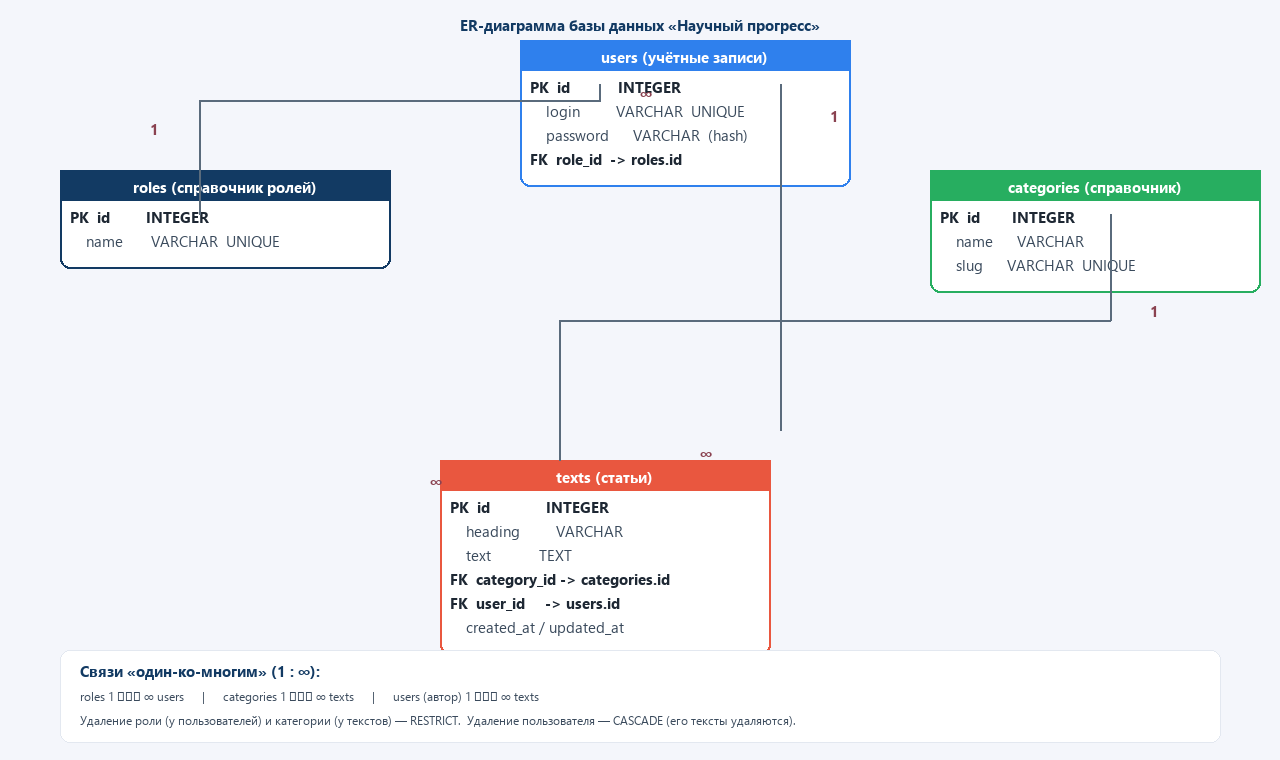 ER-диаграмма базы данных «Научный прогресс»
users (учётные записи)
PK id INTEGER
∞
login VARCHAR UNIQUE
1
password VARCHAR (hash)
FK role_id -> roles.id
1
roles (справочник ролей)
PK id INTEGER
name VARCHAR UNIQUE
categories (справочник)
PK id INTEGER
name VARCHAR
slug VARCHAR UNIQUE
1
∞
∞
texts (статьи)
PK id INTEGER
heading VARCHAR
text TEXT
FK category_id -> categories.id
FK user_id -> users.id
created_at / updated_at
Связи «один-ко-многим» (1 : ∞):
roles 1 ▯▯▯ ∞ users | categories 1 ▯▯▯ ∞ texts | users (автор) 1 ▯▯▯ ∞ texts
Удаление роли (у пользователей) и категории (у текстов) — RESTRICT. Удаление пользователя — CASCADE (его тексты удаляются).